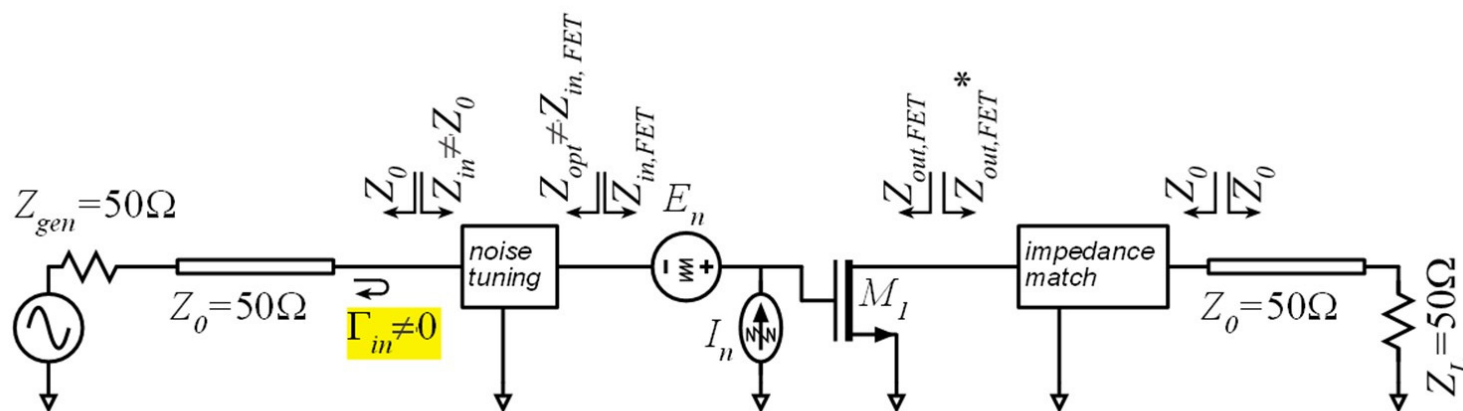 Z_gen=50Ω
Z_0=50Ω
Γ_in≠0
Z_0
Z_in≠Z_0
noise
tuning
Z_opt≠Z_in, FET
Z_in,FET
E_n
I_n
M_1
Z_out,FET
Z_out,FET*
impedance
match
Z_0
Z_0
Z_0=50Ω
Z_L=50Ω